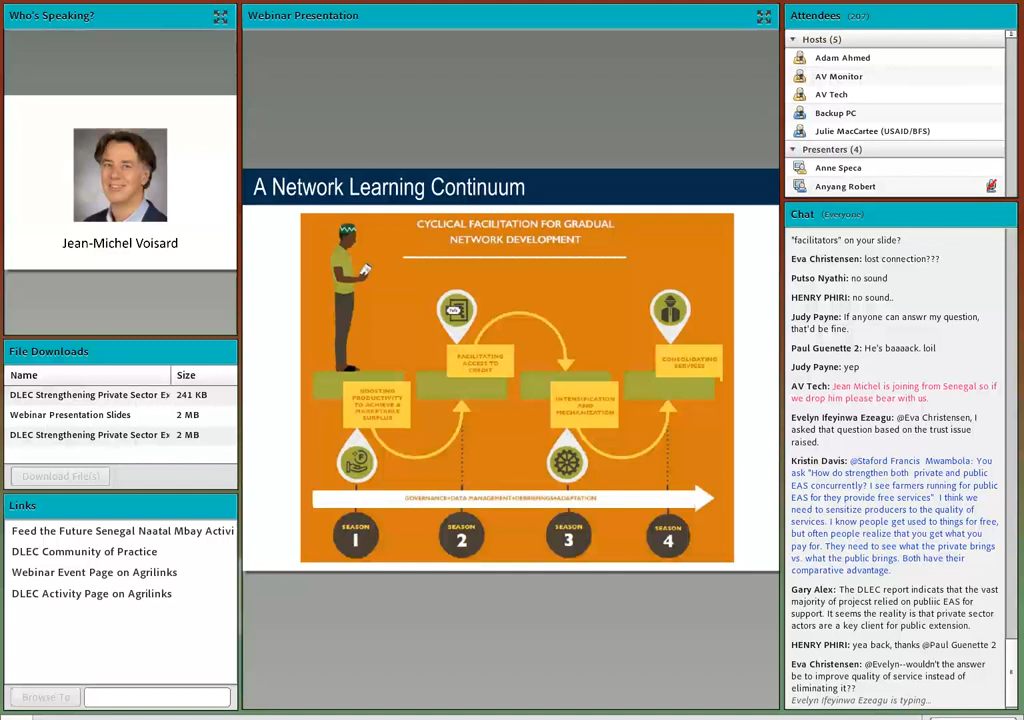 Who's Speaking?
Jean-Michel Voisard
File Downloads
Name Size
DLEC Strengthening Private Sector Ex 241 KB
Webinar Presentation Slides 2 MB
DLEC Strengthening Private Sector Ex 2 MB
Download File(s)
Links
Feed the Future Senegal Naatal Mbay Activi
DLEC Community of Practice
Webinar Event Page on Agrilinks
DLEC Activity Page on Agrilinks
Browse To
Webinar Presentation
A Network Learning Continuum
CYCLICAL FACILITATION FOR GRADUAL
NETWORK DEVELOPMENT
FACILITATING
ACCESS TO
CREDIT
CONSOLIDATING
SERVICES
BOOSTING
PRODUCTIVITY
TO ACHIEVE A
MARKETABLE
SURPLUS
INTENSIFICATION
AND
MECHANIZATION
GOVERNANCE•DATA MANAGEMENT•DEBRIEFING•ADAPTATION
SEASON
1
SEASON
2
SEASON
3
SEASON
4
Attendees (207)
Hosts (5)
Adam Ahmed
AV Monitor
AV Tech
Backup PC
Julie MacCartee (USAID/BFS)
Presenters (4)
Anne Speca
Anyang Robert
Chat (Everyone)
"facilitators" on your slide?
Eva Christensen: lost connection???
Putso Nyathi: no sound
HENRY PHIRI: no sound..
Judy Payne: If anyone can answr my question,
that'd be fine.
Paul Guenette 2: He's baaaack. loil
Judy Payne: yep
AV Tech: Jean Michel is joining from Senegal so if
we drop him please bear with us.
Evelyn Ifeyinwa Ezeagu: @Eva Christensen, I
asked that question based on the trust issue
raised.
Kristin Davis: @Staford Francis Mwambola: You
ask "How do strengthen both private and public
EAS concurrently? I see farmers running for public
EAS for they provide free services" I think we
need to sensitize producers to the quality of
services. I know people get used to things for free,
but often people realize that you get what you
pay for. They need to see what the private brings
vs. what the public brings. Both have their
comparative advantage.
Gary Alex: The DLEC report indicates that the vast
majority of projecst relied on publiic EAS for
support. It seems the reality is that private sector
actors are a key client for public extension.
HENRY PHIRI: yea back, thanks @Paul Guenette 2
Eva Christensen: @Evelyn--wouldn't the answer
be to improve quality of service instead of
eliminating it??
Evelyn Ifeyinwa Ezeagu is typing..